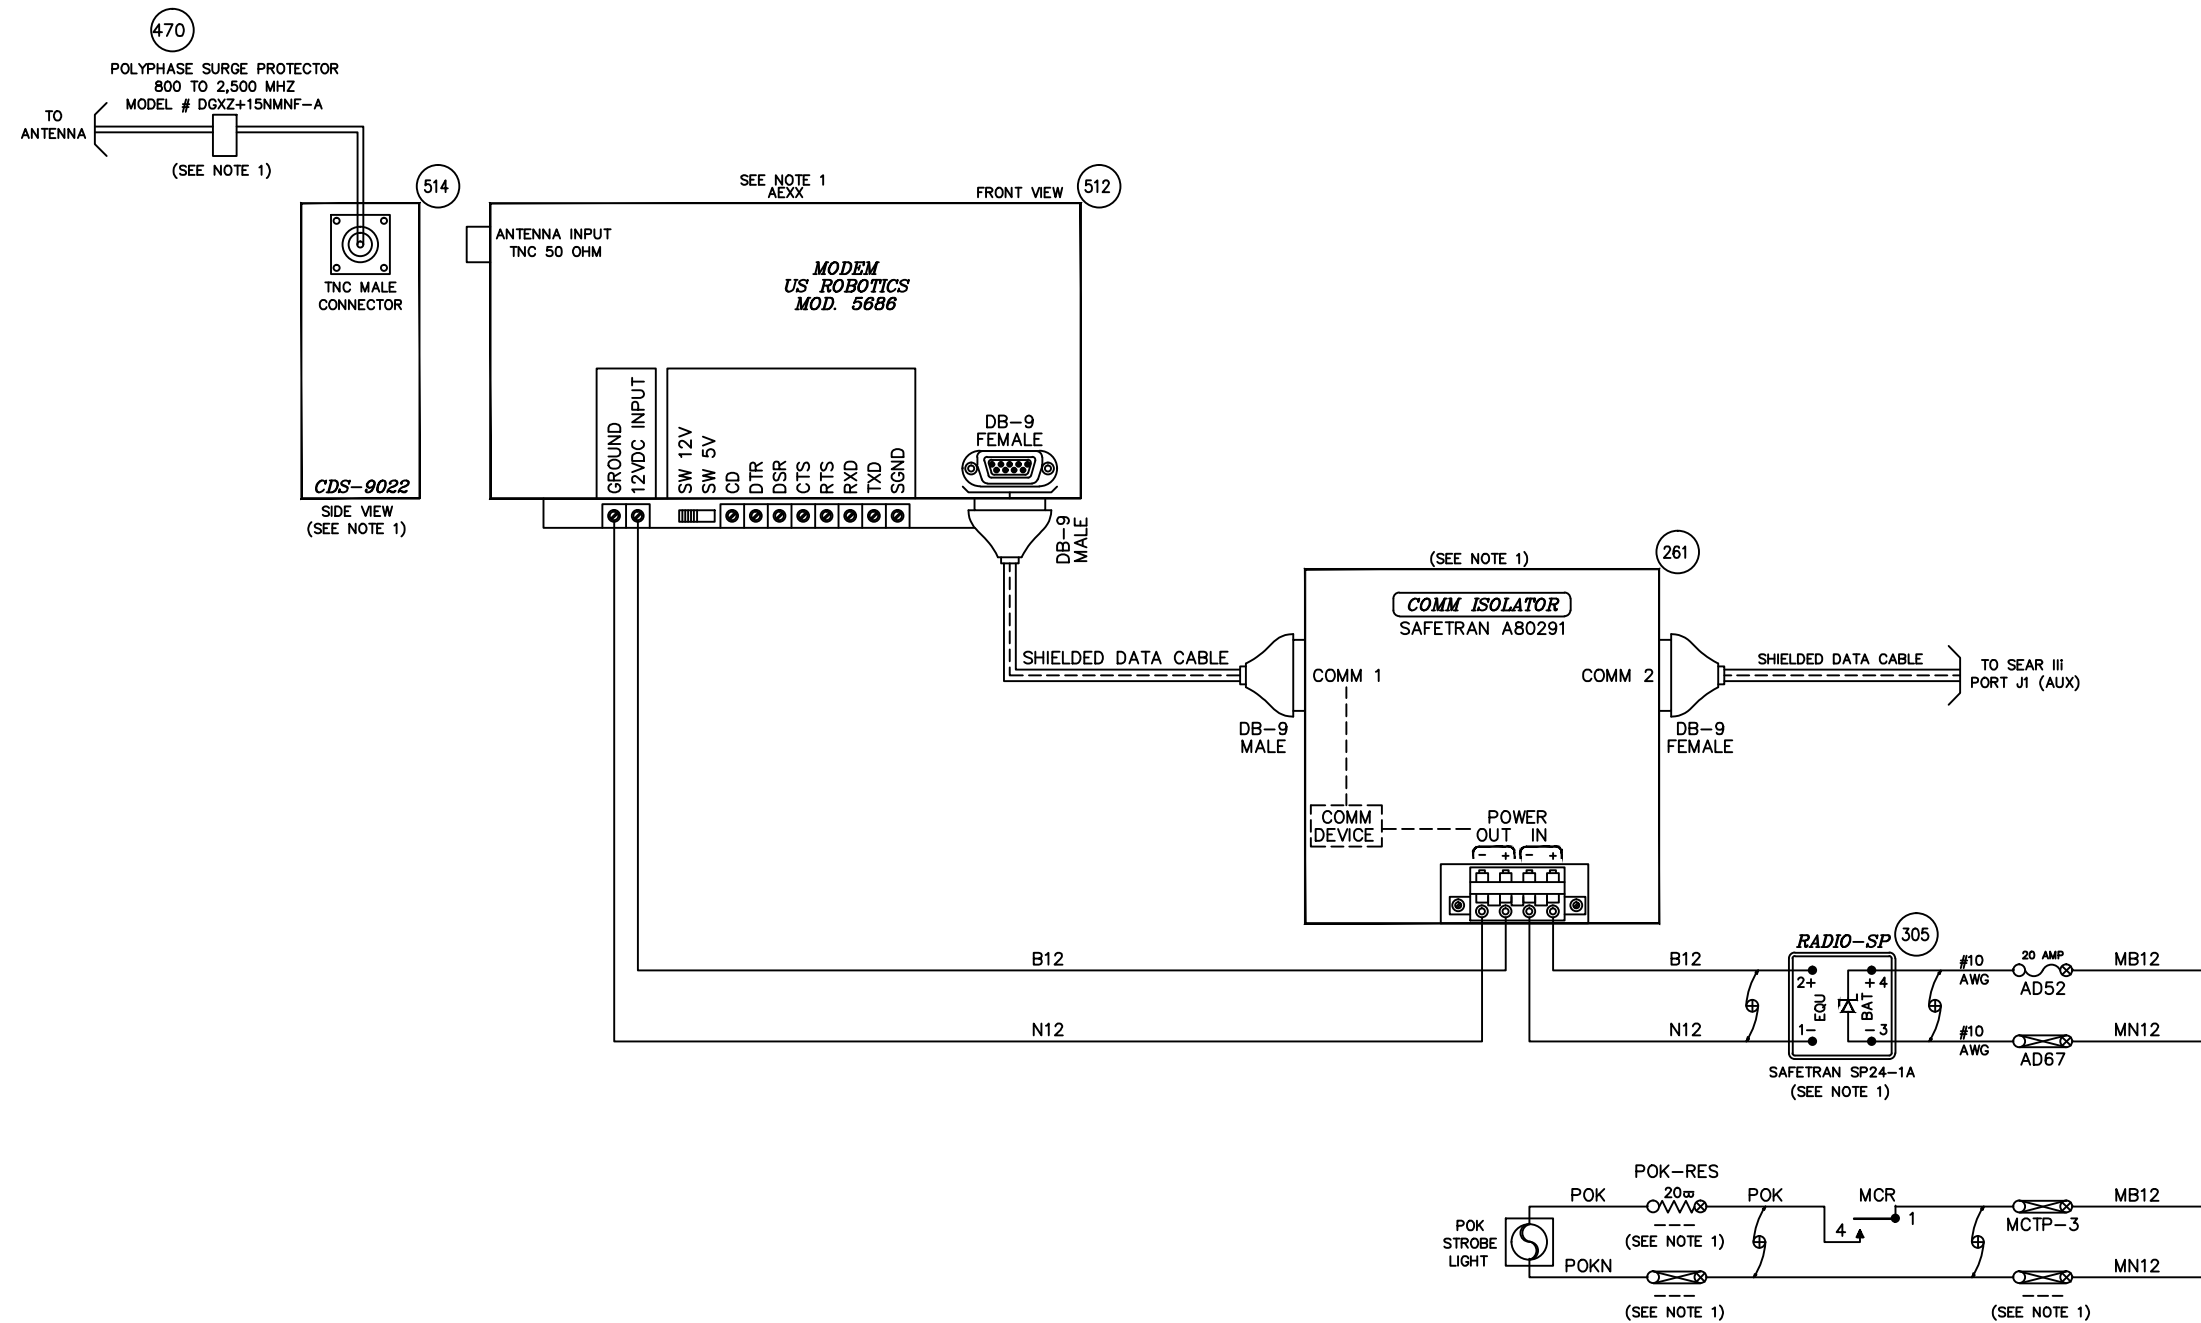 470
POLYPHASE SURGE PROTECTOR
800 TO 2,500 MHZ
MODEL # DGXZ+15NMNF-A
TO
ANTENNA
(SEE NOTE 1)
514
TNC MALE
CONNECTOR
CDS-9022
SIDE VIEW
(SEE NOTE 1)
SEE NOTE 1
AEXX
FRONT VIEW
512
ANTENNA INPUT
TNC 50 OHM
MODEM
US ROBOTICS
MOD. 5686
GROUND
12VDC INPUT
SW 12V
SW 5V
CD
DTR
DSR
CTS
RTS
RXD
TXD
SGND
DB-9
FEMALE
DB-9
MALE
SHIELDED DATA CABLE
DB-9
MALE
(SEE NOTE 1)
261
COMM ISOLATOR
SAFETRAN A80291
COMM 1
COMM 2
COMM
DEVICE
POWER
OUT IN
- + - +
DB-9
FEMALE
SHIELDED DATA CABLE
TO SEAR IIi
PORT J1 (AUX)
B12
N12
B12
N12
RADIO-SP
305
2+
1-
EQU
BAT
+4
-3
SAFETRAN SP24-1A
(SEE NOTE 1)
#10
AWG
#10
AWG
20 AMP
AD52
AD67
MB12
MN12
POK
STROBE
LIGHT
POK
POKN
POK-RES
20ω
(SEE NOTE 1)
(SEE NOTE 1)
POK
MCR
4
1
MCTP-3
(SEE NOTE 1)
MB12
MN12